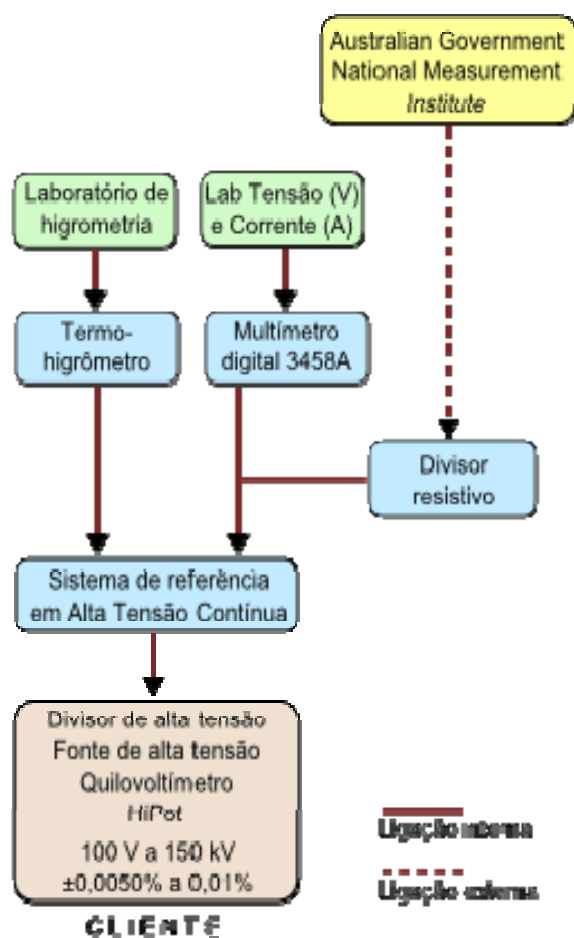 Australian Government
National Measurement
Institute
Laboratório de
higrometria
Lab Tensão (V)
e Corrente (A)
Termo-
higrômetro
Multímetro
digital 3458A
Divisor
resistivo
Sistema de referência
em Alta Tensão Contínua
Divisor de alta tensão
Fonte de alta tensão
Quilovoltímetro
HiPot
100 V a 150 kV
±0,0050% a 0,01%
CLIENTE
Ligação interna
Ligação externa